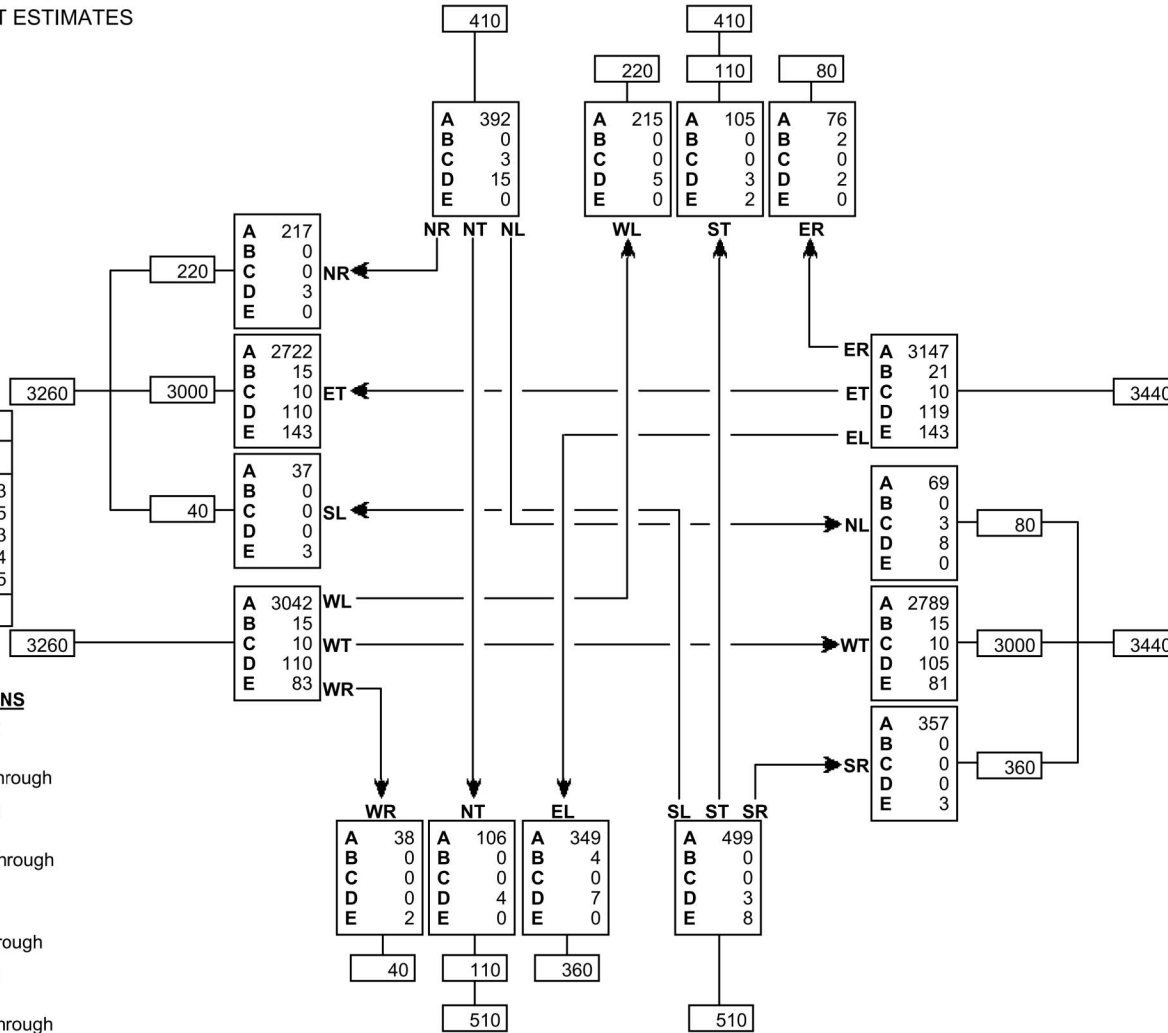 T ESTIMATES
410
410
220 110 80
A 392
B 0
C 3
D 15
E 0
A 215
B 0
C 0
D 5
E 0
A 105
B 0
C 0
D 3
E 2
A 76
B 2
C 0
D 2
E 0
NR NT NL WL ST ER
220
A 217
B 0
C 0
D 3
E 0
NR
3260
3000
A 2722
B 15
C 10
D 110
E 143
ET
ER
ET
EL
A 3147
B 21
C 10
D 119
E 143
3440
40
A 37
B 0
C 0
D 0
E 3
SL
NL
A 69
B 0
C 3
D 8
E 0
80
3
5
3
4
5
3260
A 3042
B 15
C 10
D 110
E 83
WL
WT
WR
WT
A 2789
B 15
C 10
D 105
E 81
3000
3440
NS
SR
A 357
B 0
C 0
D 0
E 3
360
hrough
hrough
rough
hrough
WR NT EL SL ST SR
A 38
B 0
C 0
D 0
E 2
A 106
B 0
C 0
D 4
E 0
A 349
B 4
C 0
D 7
E 0
A 499
B 0
C 0
D 3
E 8
40 110 360
510 510